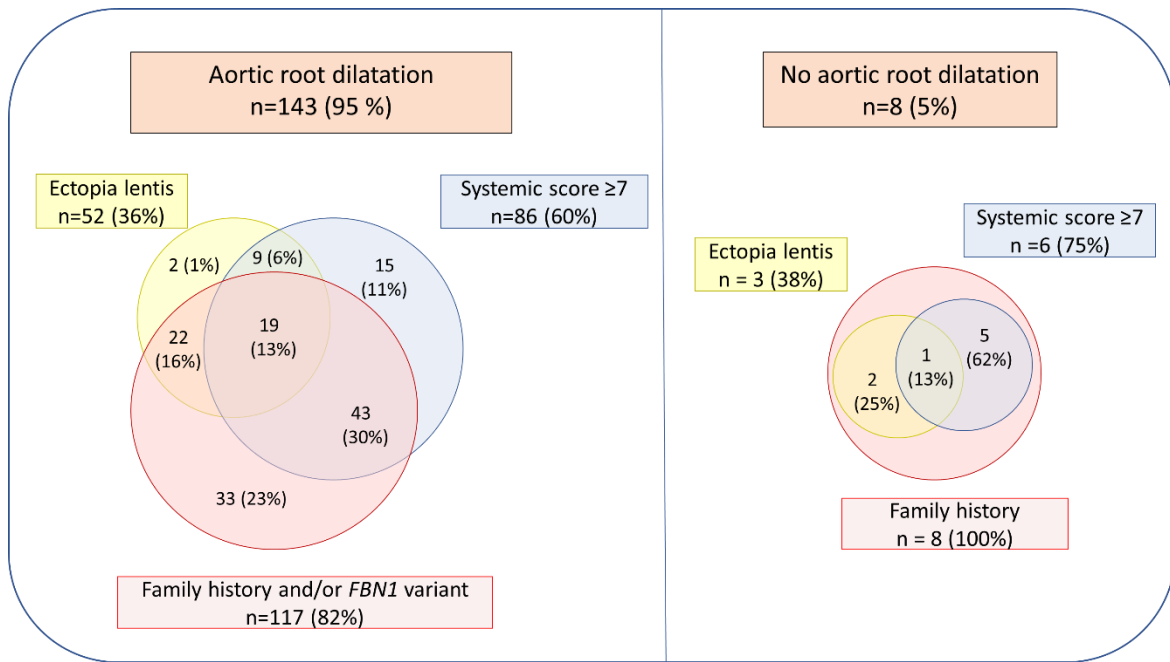 Aortic root dilatation
n=143 (95 %)
Ectopia lentis
n=52 (36%)
Systemic score ≥7
n=86 (60%)
2 (1%)
9 (6%)
15
(11%)
22
(16%)
19
(13%)
43
(30%)
33 (23%)
Family history and/or FBN1 variant
n=117 (82%)
No aortic root dilatation
n=8 (5%)
Ectopia lentis
n = 3 (38%)
Systemic score ≥7
n =6 (75%)
2
(25%)
1
(13%)
5
(62%)
Family history
n = 8 (100%)